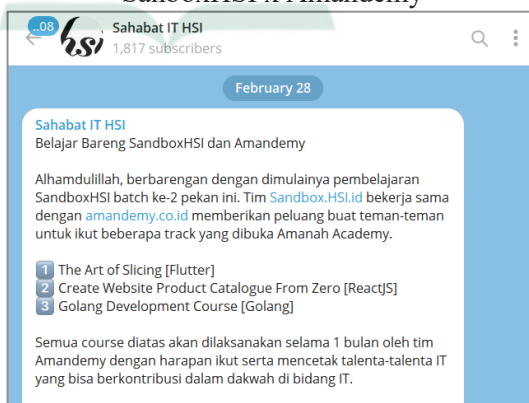 SanboxHSI x Amandemy
..08
hsi
Sahabat IT HSI
1,817 subscribers
February 28
Sahabat IT HSI
Belajar Bareng SandboxHSI dan Amandemy
Alhamdulillah, berbarengan dengan dimulainya pembelajaran
SandboxHSI batch ke-2 pekan ini. Tim Sandbox.HSI.id bekerja sama
dengan amandemy.co.id memberikan peluang buat teman-teman
untuk ikut beberapa track yang dibuka Amanah Academy.
1 The Art of Slicing [Flutter]
2 Create Website Product Catalogue From Zero [ReactJS]
3 Golang Development Course [Golang]
Semua course diatas akan dilaksanakan selama 1 bulan oleh tim
Amandemy dengan harapan ikut serta mencetak talenta-talenta IT
yang bisa berkontribusi dalam dakwah di bidang IT.